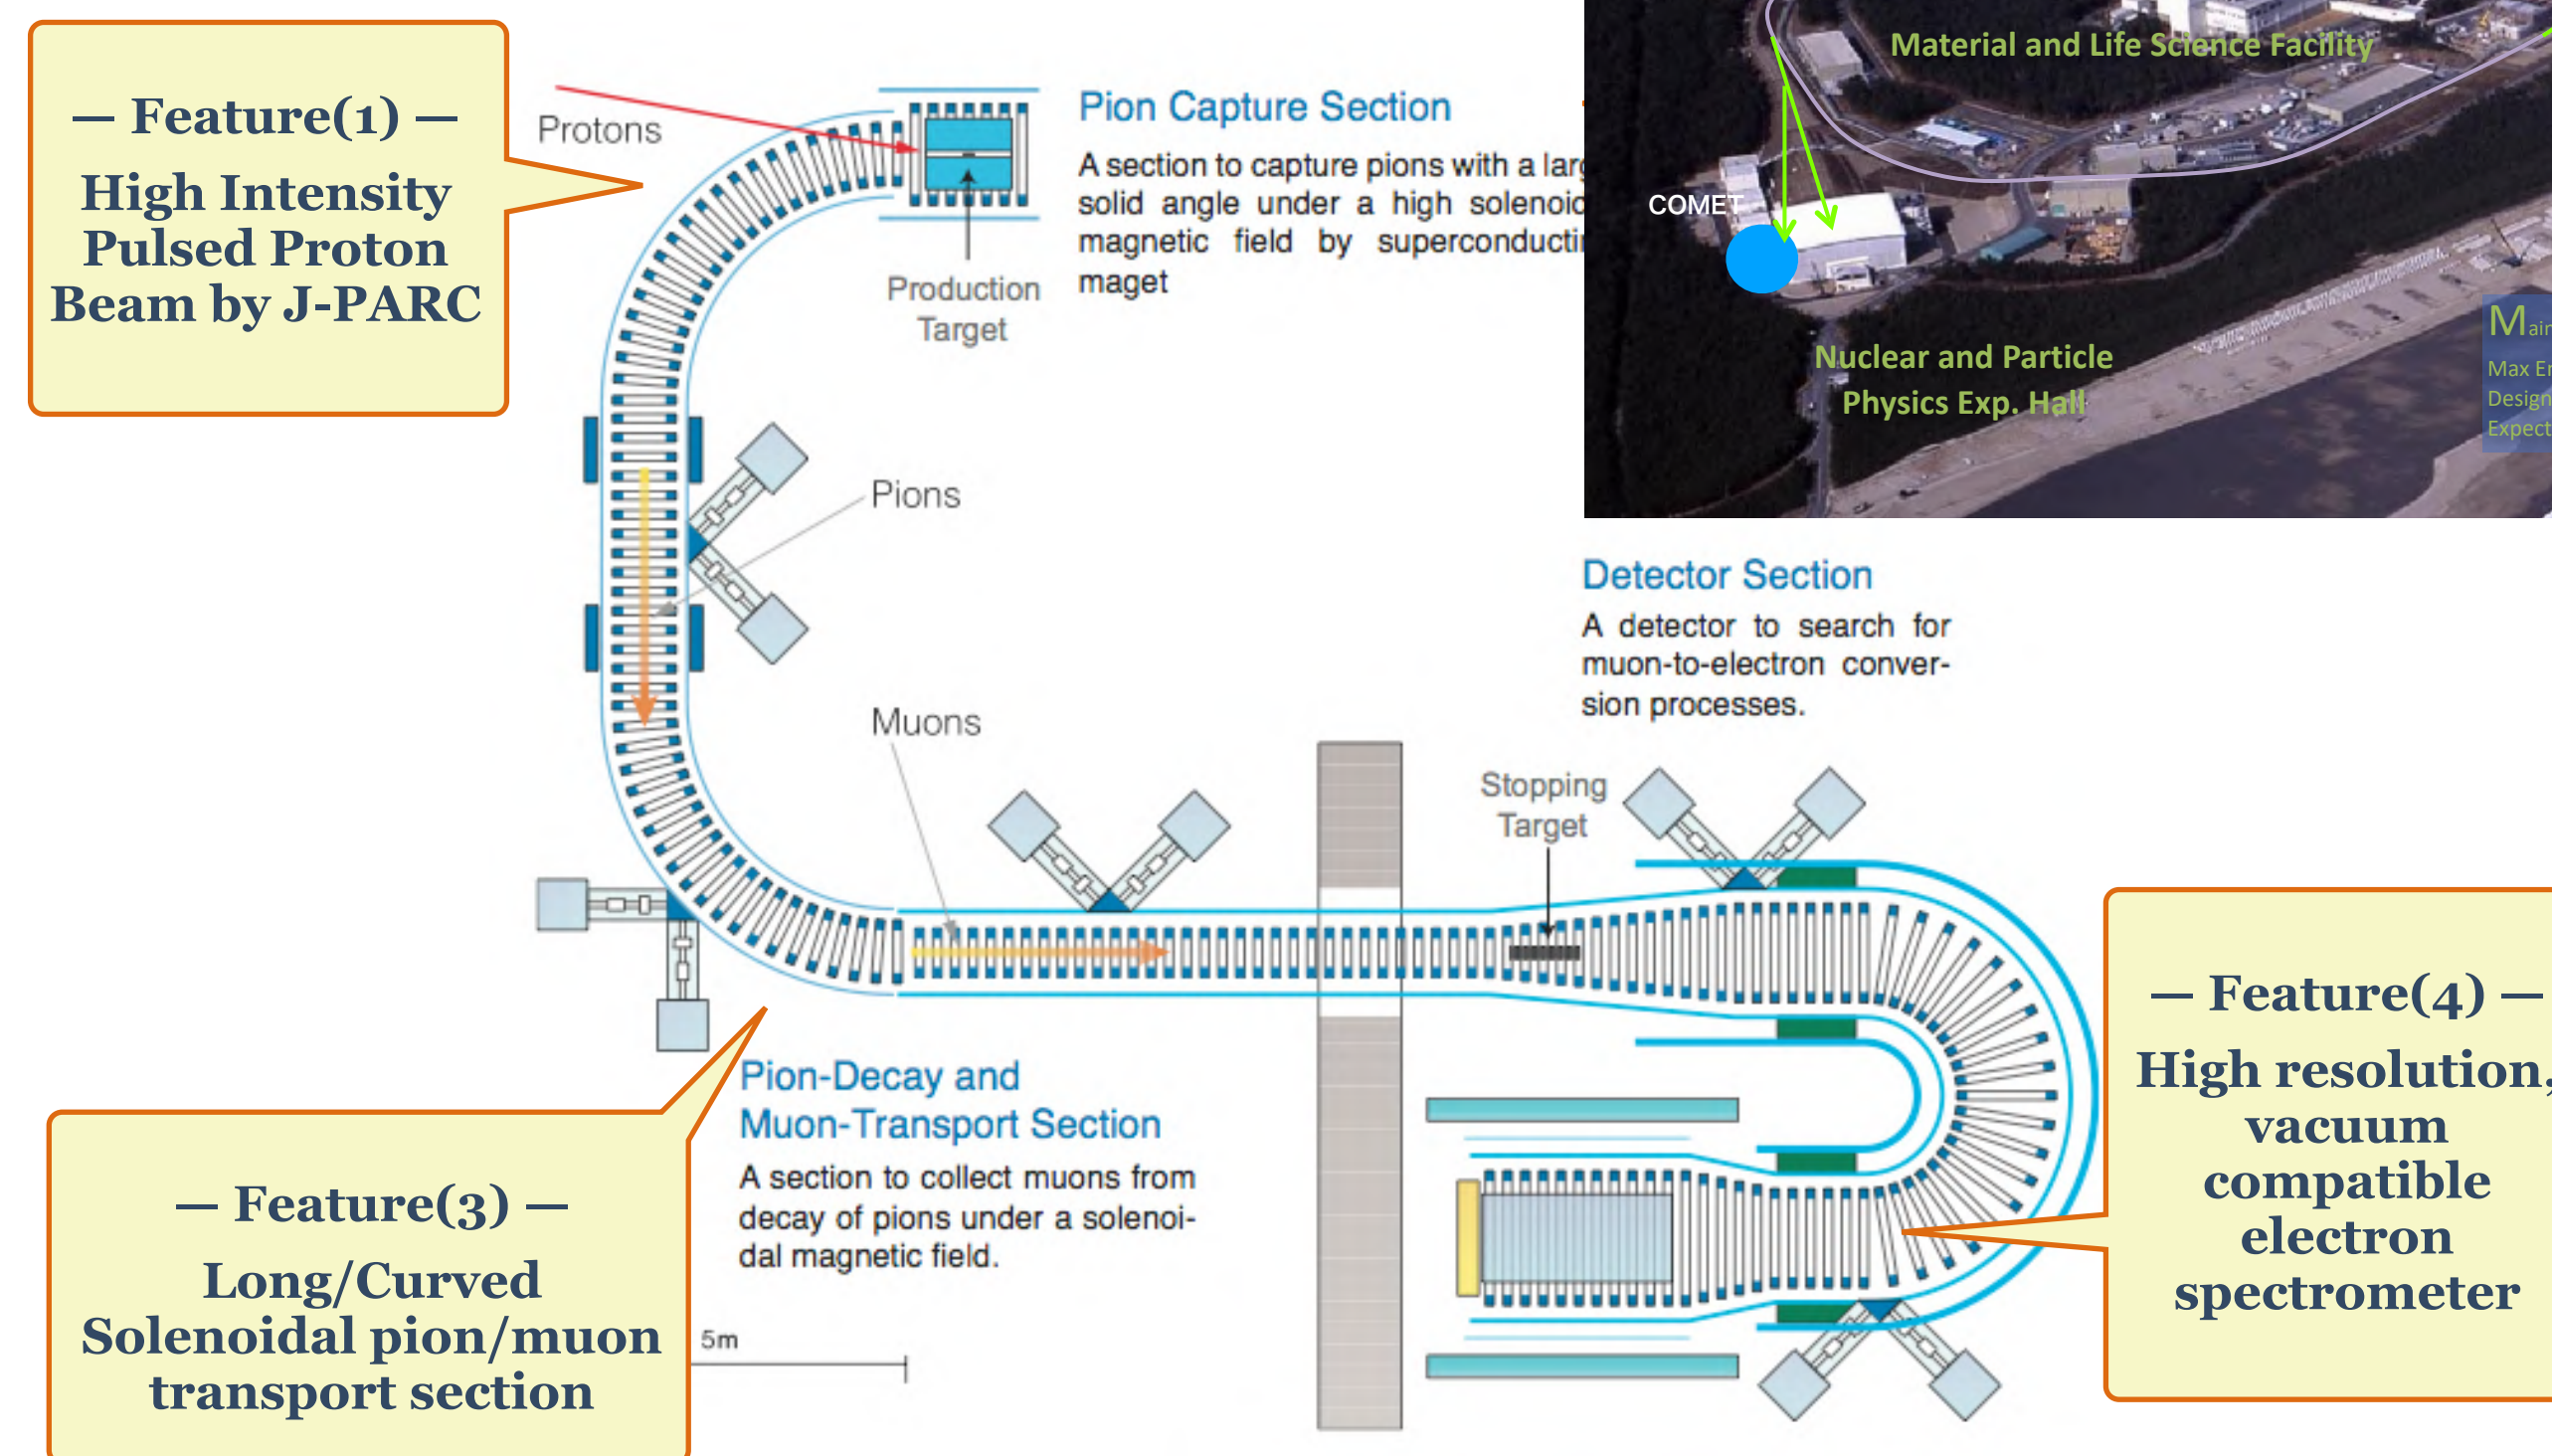 — Feature(1) —
High Intensity
Pulsed Proton
Beam by J-PARC
Protons
Production
Target
Pion Capture Section
A section to capture pions with a
solid angle under a high
magnetic field by
maget
Material and Life Science Facility
COMET
Nuclear and Particle
Physics Exp. Hall
Max
Pions
Muons
Detector Section
A detector to search for
muon-to-electron conver-
sion processes.
Stopping
Target
— Feature(4) —
High resolution,
vacuum
compatible
electron
spectrometer
Pion-Decay and
Muon-Transport Section
A section to collect muons from
decay of pions under a solenoi-
dal magnetic field.
— Feature(3) —
Long/Curved
Solenoidal pion/muon
transport section
5m